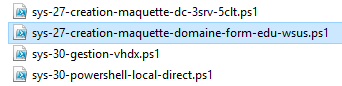 sys-27-creation-maquette-dc-3srv-5clt.ps1
sys-27-creation-maquette-domaine-form-edu-wsus.ps1
sys-30-gestion-vhdx.ps1
sys-30-powershell-local-direct.ps1